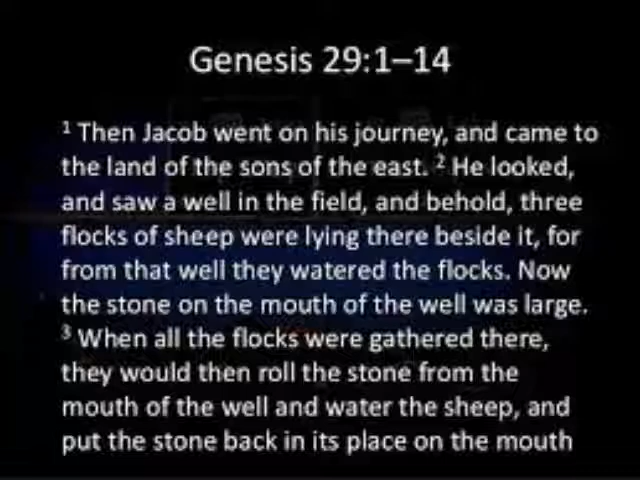 Genesis 29:1–14
¹ Then Jacob went on his journey, and came to
the land of the sons of the east. ² He looked,
and saw a well in the field, and behold, three
flocks of sheep were lying there beside it, for
from that well they watered the flocks. Now
the stone on the mouth of the well was large.
³ When all the flocks were gathered there,
they would then roll the stone from the
mouth of the well and water the sheep, and
put the stone back in its place on the mouth